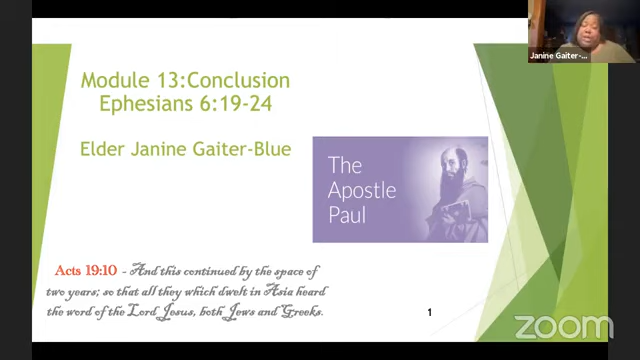 Module 13:Conclusion
Ephesians 6:19-24
Elder Janine Gaiter-Blue
The
Apostle
Paul
Acts 19:10 - And this continued by the space of
two years; so that all they which dwelt in Asia heard
the word of the Lord Jesus, both Jews and Greeks.
1
Janine Gaiter-...
zoom